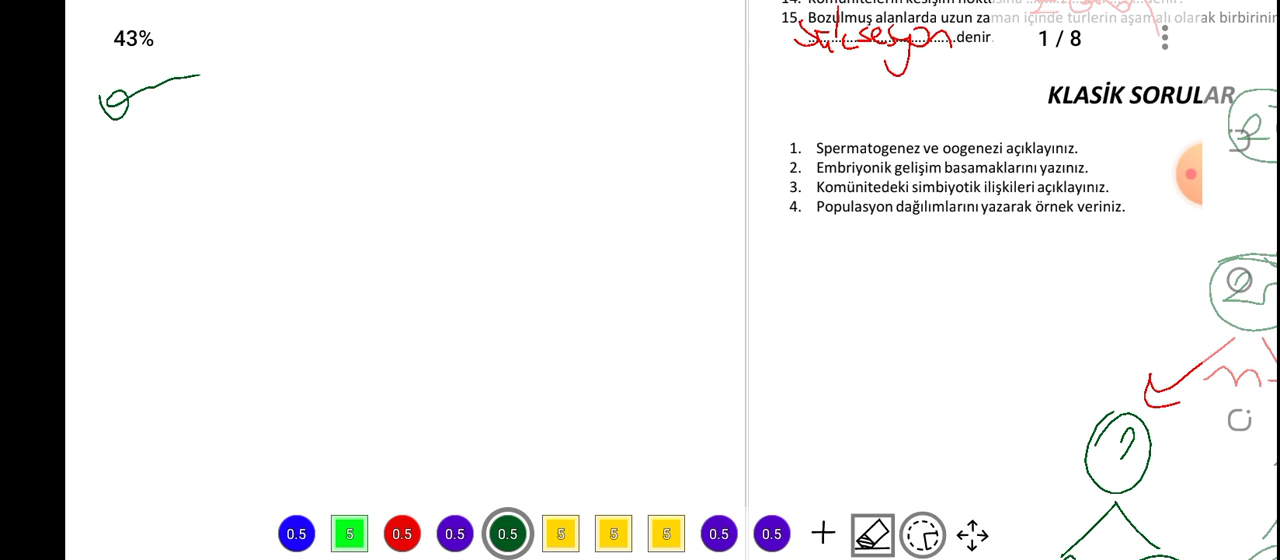 43%
15. Bozulmuş alanlarda uzun zaman içinde türlerin aşamalı olarak birbirinin
süksesyon denir.
1 / 8
KLASİK SORULAR
1. Spermatogenez ve oogenezi açıklayınız.
2. Embriyonik gelişim basamaklarını yazınız.
3. Komünitedeki simbiyotik ilişkileri açıklayınız.
4. Populasyon dağılımlarını yazarak örnek veriniz.
2n
n
0.5 5 0.5 0.5 0.5 5 5 5 0.5 0.5